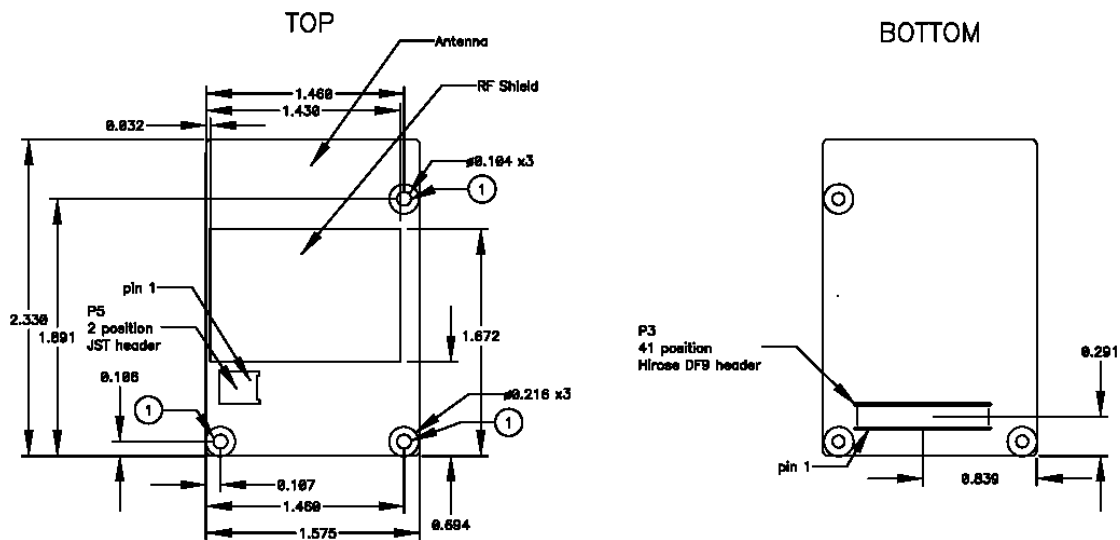 TOP
BOTTOM
Antenna
1.460
RF Shield
1.430
0.032
ø0.104 x3
1
pin 1
P5
2 position
JST header
2.330
1.891
1.672
P3
41 position
Hirose DF9 header
0.291
0.106
ø0.216 x3
1
1
pin 1
0.107
0.839
1.460
0.694
1.575